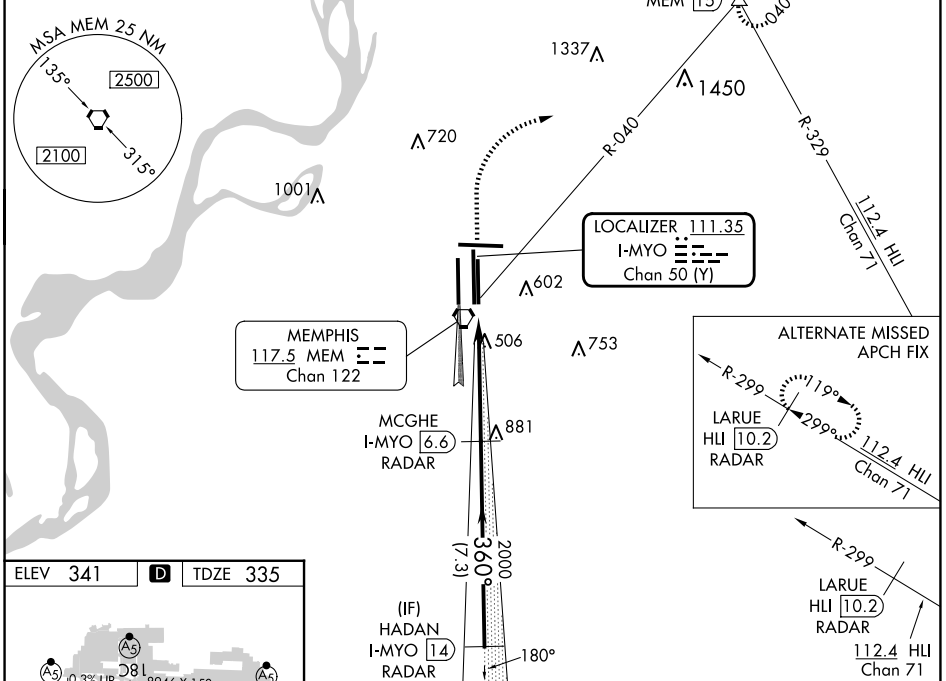 MEM 15
040
MSA MEM 25 NM
135°
2500
2100
315°
1337
1450
720
1001
R-040
R-329
112.4 HLI
Chan 71
LOCALIZER 111.35
I-MYO
Chan 50 (Y)
602
MEMPHIS
117.5 MEM
Chan 122
506
753
ALTERNATE MISSED
APCH FIX
R-299
119°
299°
LARUE
HLI 10.2
RADAR
112.4 HLI
Chan 71
MCGHE
I-MYO 6.6
RADAR
881
2000
360°
(7.3)
R-299
LARUE
HLI 10.2
RADAR
112.4 HLI
Chan 71
ELEV 341 D TDZE 335
(IF)
HADAN
I-MYO 14
RADAR
180°
A5
A5
18C
A5